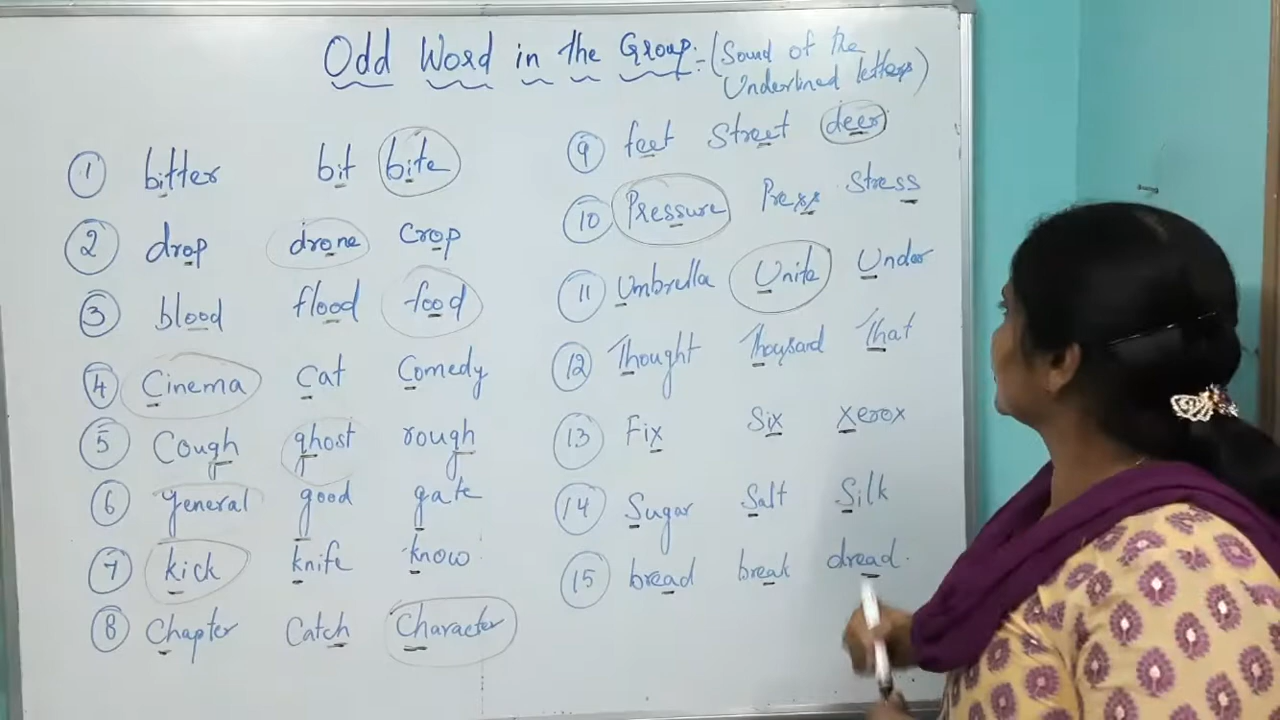 Odd Word in the Group:- (Sound of the
Underlined letters)
1 bitter bit bite
2 drop drone crop
3 blood flood food
4 Cinema Cat Comedy
5 Cough ghost rough
6 general good gate
7 kick knife know
8 Chapter Catch Character
9 feet Street deer
10 Pressure Press Stress
11 Umbrella Unite Under
12 Thought Thousand That
13 Fix Six Xerox
14 Sugar Salt Silk
15 bread break dread.